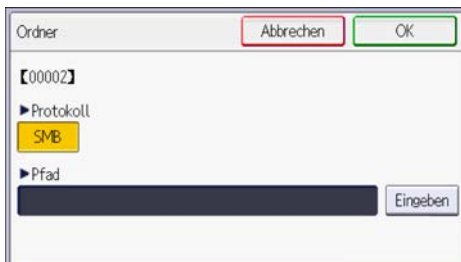 Ordner Abbrechen OK
【00002】
►Protokoll
SMB
►Pfad
Eingeben